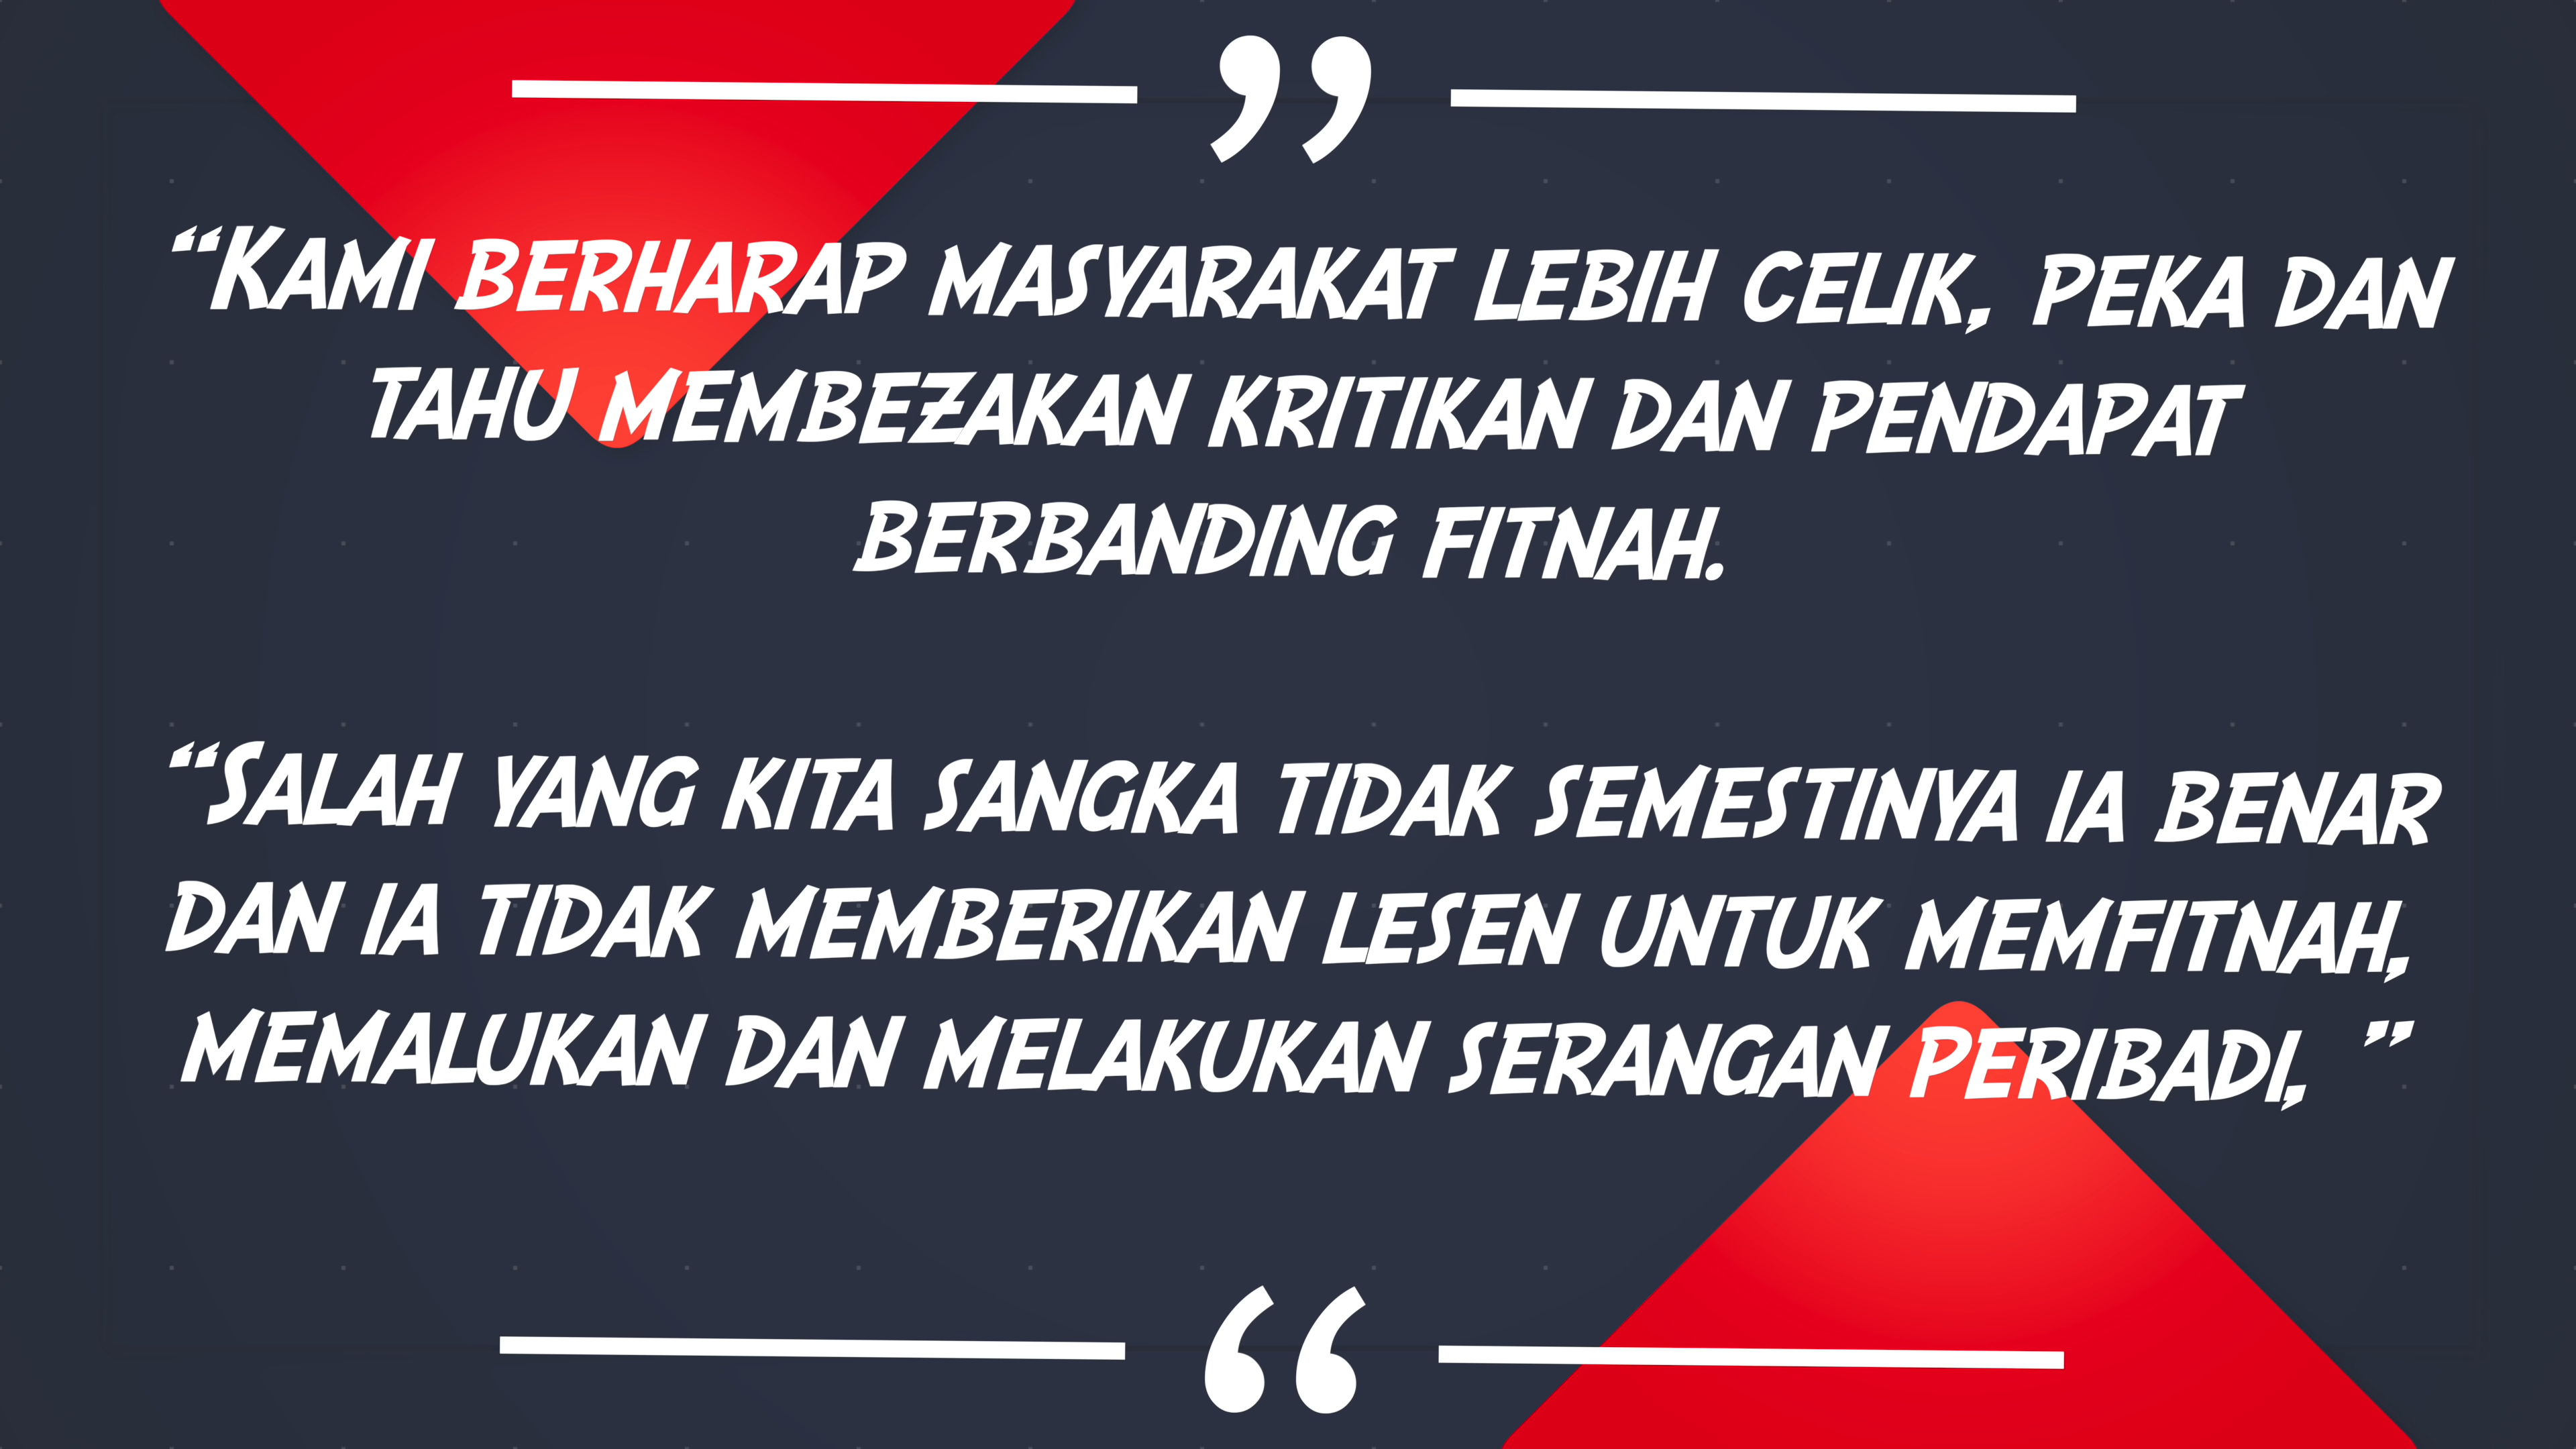 ”
“Kami berharap masyarakat lebih celik, peka dan
tahu membezakan kritikan dan pendapat
berbanding fitnah.
“Salah yang kita sangka tidak semestinya ia benar
dan ia tidak memberikan lesen untuk memfitnah,
memalukan dan melakukan serangan peribadi, ”
“